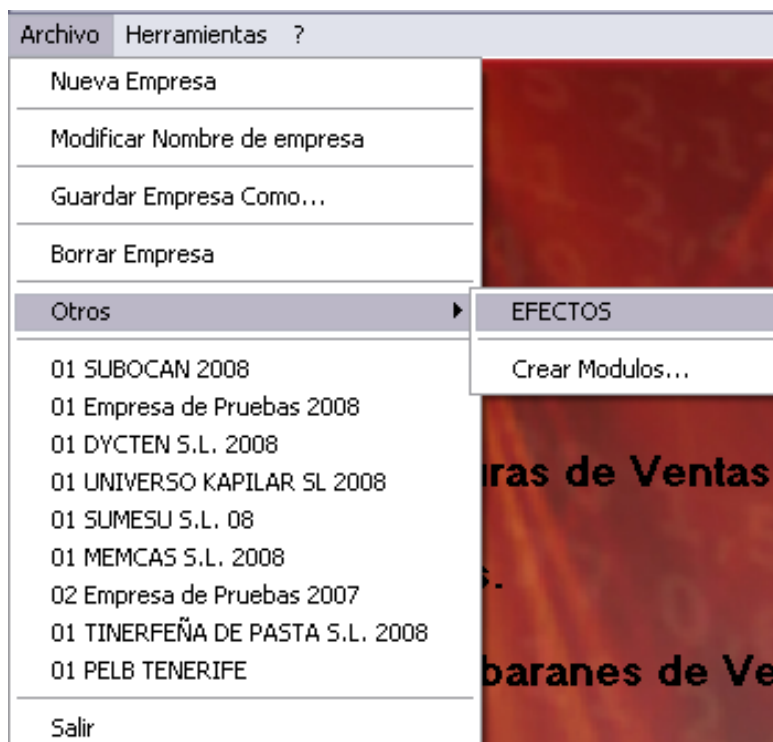 Archivo Herramientas ?
Nueva Empresa
Modificar Nombre de empresa
Guardar Empresa Como...
Borrar Empresa
Otros
EFECTOS
Crear Modulos...
01 SUBOCAN 2008
01 Empresa de Pruebas 2008
01 DYCTEN S.L. 2008
01 UNIVERSO KAPILAR SL 2008
01 SUMESU S.L. 08
01 MEMCAS S.L. 2008
02 Empresa de Pruebas 2007
01 TINERFEÑA DE PASTA S.L. 2008
01 PELB TENERIFE
Salir
uras de Ventas
s.
baranes de Ve